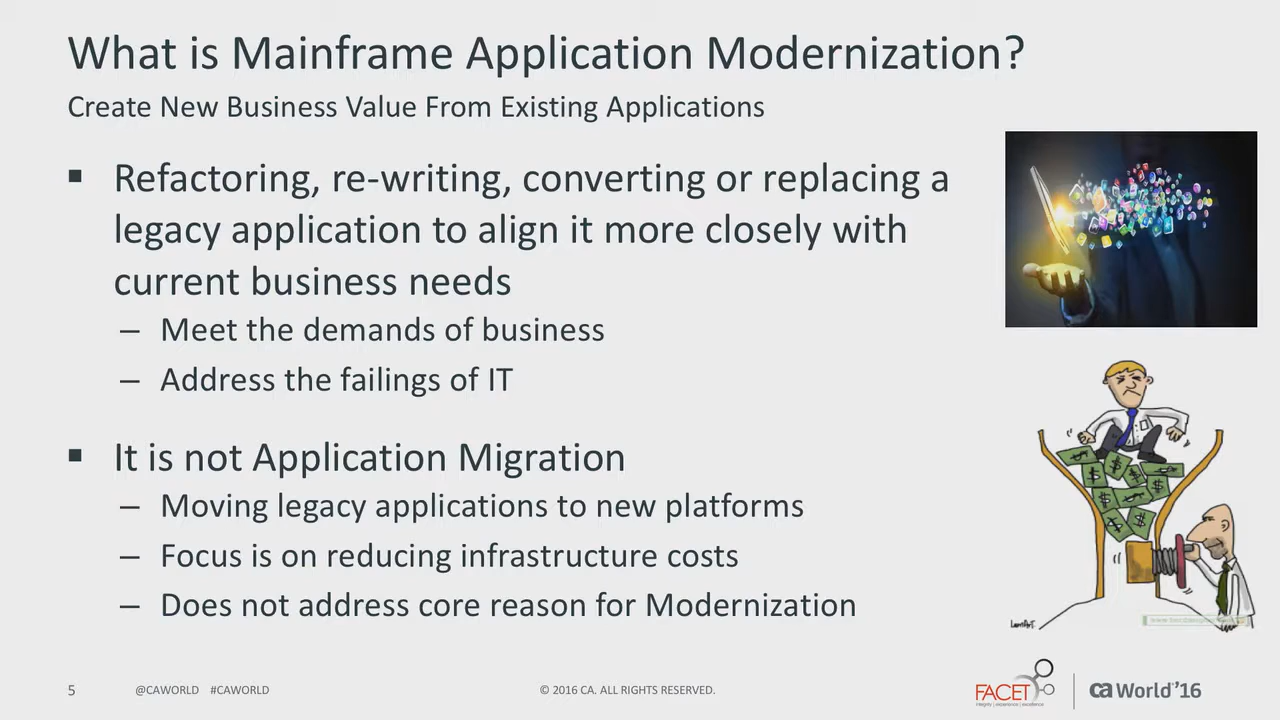 What is Mainframe Application Modernization?
Create New Business Value From Existing Applications
▪ Refactoring, re-writing, converting or replacing a
legacy application to align it more closely with
current business needs
– Meet the demands of business
– Address the failings of IT
▪ It is not Application Migration
– Moving legacy applications to new platforms
– Focus is on reducing infrastructure costs
– Does not address core reason for Modernization
5 @CAWORLD #CAWORLD © 2016 CA. ALL RIGHTS RESERVED.
FACET
integrity | experience | excellence
ca World '16